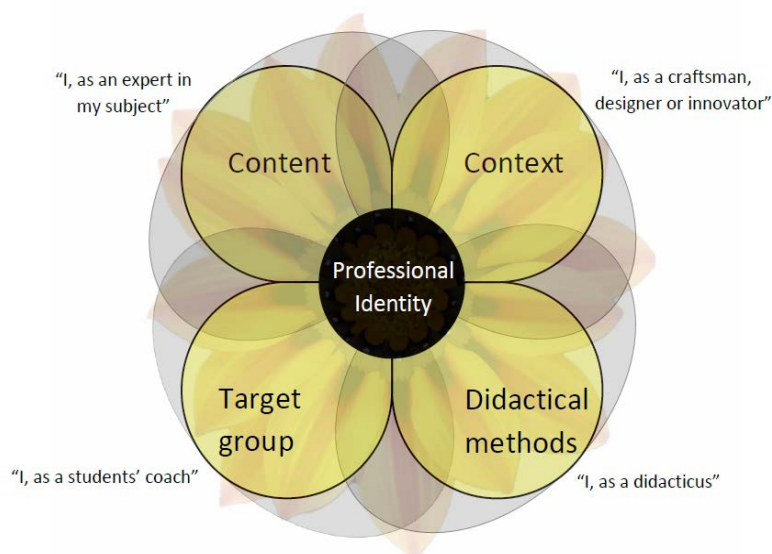 “I, as an expert in
my subject”
“I, as a craftsman,
designer or innovator”
Content
Context
Professional
Identity
Target
group
Didactical
methods
“I, as a students’ coach”
“I, as a didacticus”